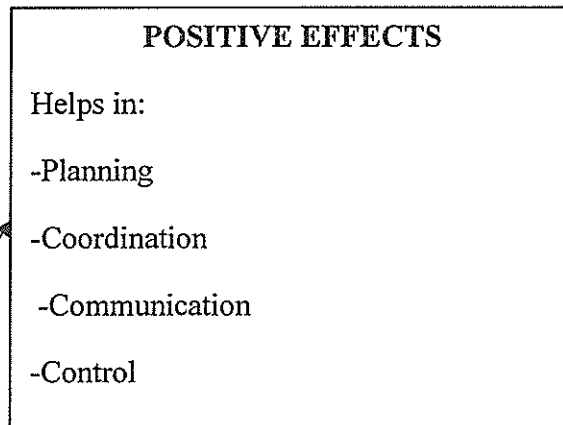 POSITIVE EFFECTS
Helps in:
-Planning
-Coordination
-Communication
-Control